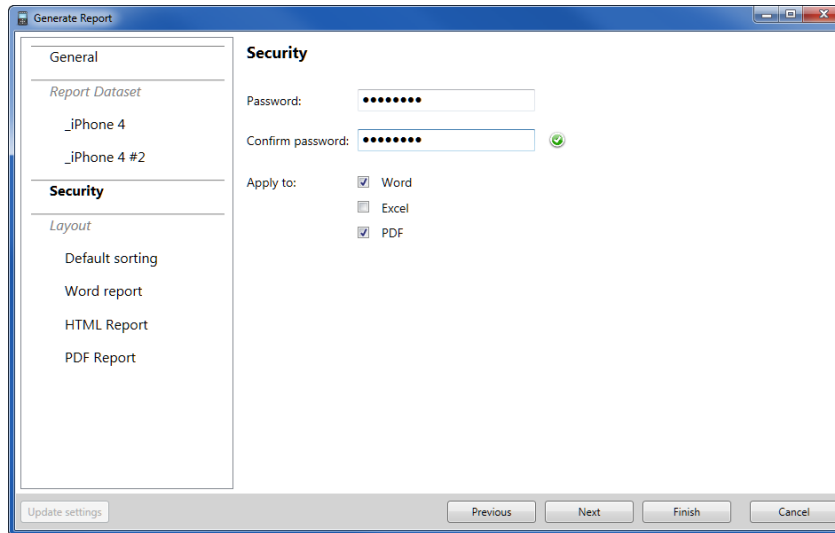 Generate Report
General
Report Dataset
_iPhone 4
_iPhone 4 #2
Security
Layout
Default sorting
Word report
HTML Report
PDF Report
Security
Password: ●●●●●●●●
Confirm password: ●●●●●●●●
Apply to: Word
Excel
PDF
Update settings Previous Next Finish Cancel